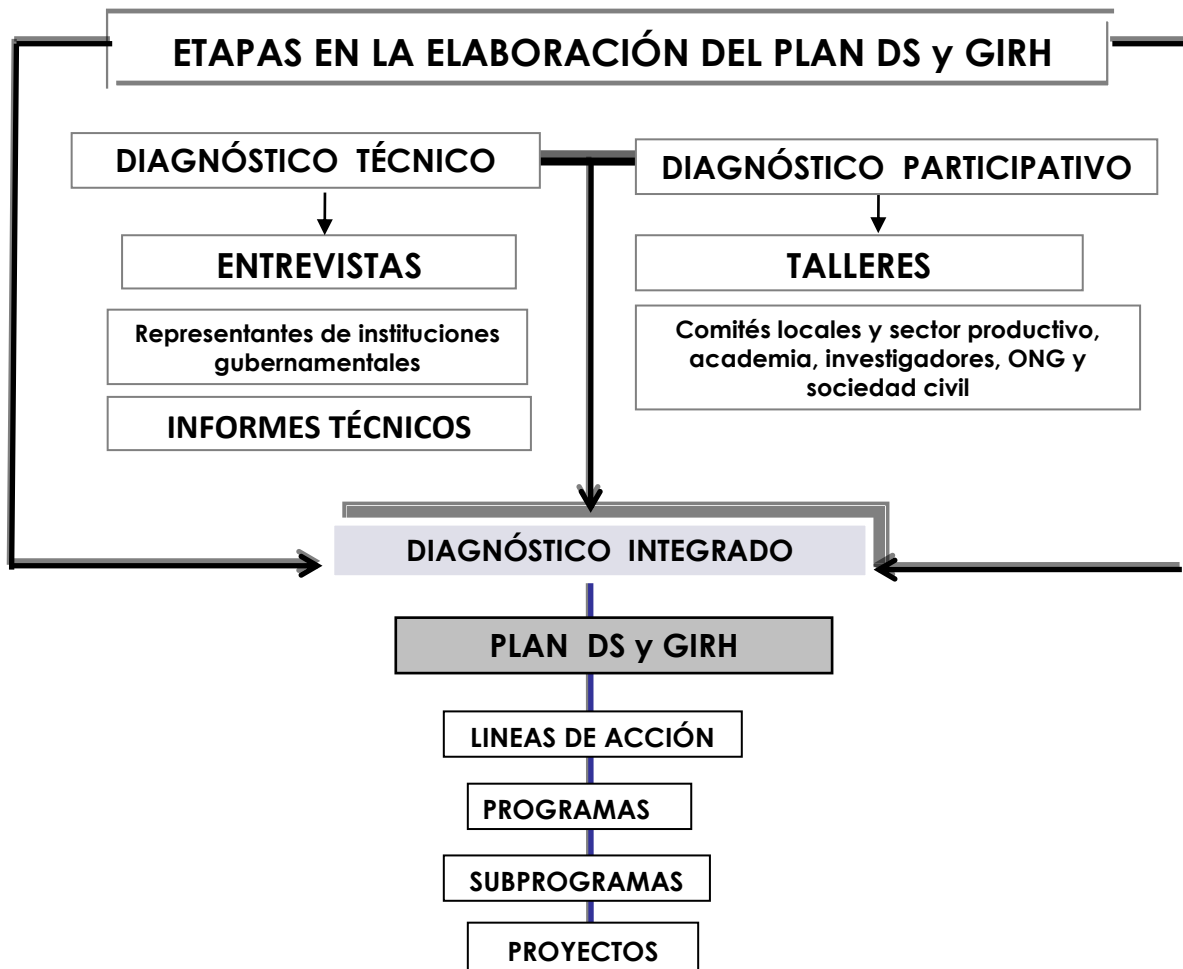 ETAPAS EN LA ELABORACIÓN DEL PLAN DS y GIRH
DIAGNÓSTICO TÉCNICO
DIAGNÓSTICO PARTICIPATIVO
ENTREVISTAS
TALLERES
Representantes de instituciones
gubernamentales
Comités locales y sector productivo,
academia, investigadores, ONG y
sociedad civil
INFORMES TÉCNICOS
DIAGNÓSTICO INTEGRADO
PLAN DS y GIRH
LINEAS DE ACCIÓN
PROGRAMAS
SUBPROGRAMAS
PROYECTOS